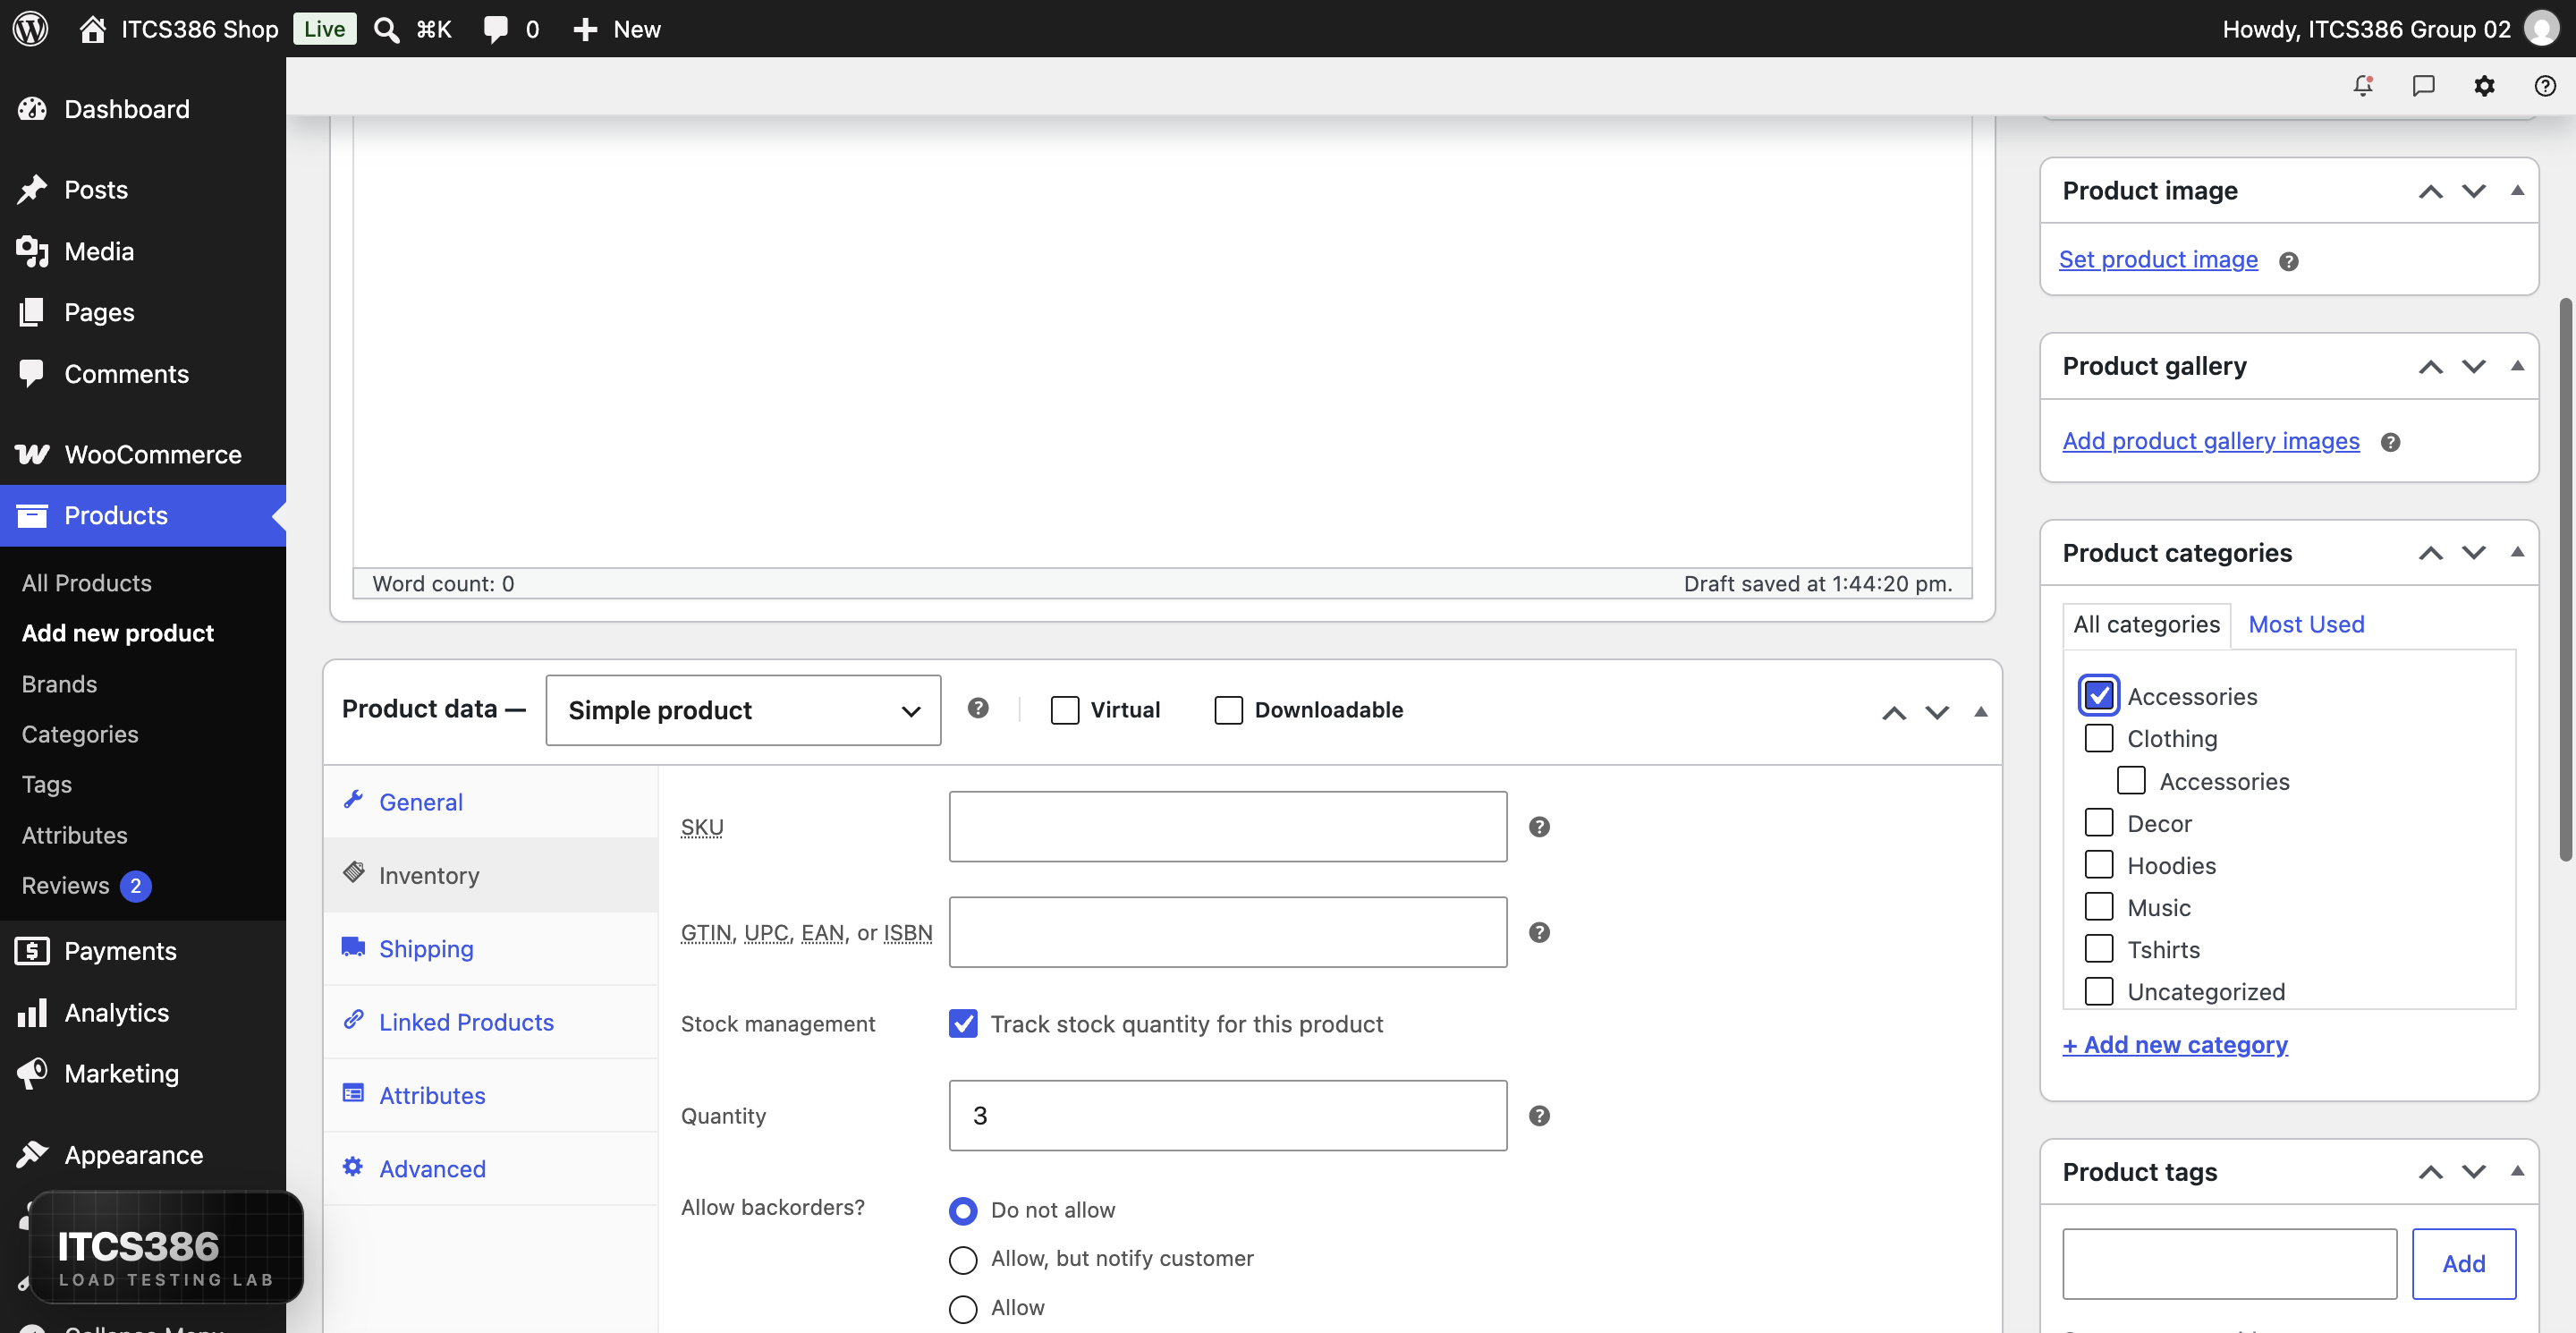 ITCS386 Shop Live ⌘K 0 New
Howdy, ITCS386 Group 02
Dashboard
Posts
Media
Pages
Comments
WooCommerce
Products
All Products
Add new product
Brands
Categories
Tags
Attributes
Reviews 2
Payments
Analytics
Marketing
Appearance
ITCS386
LOAD TESTING LAB
Word count: 0
Draft saved at 1:44:20 pm.
Product data —
Simple product
Virtual
Downloadable
General
Inventory
Shipping
Linked Products
Attributes
Advanced
SKU
GTIN, UPC, EAN, or ISBN
Stock management
Track stock quantity for this product
Quantity
3
Allow backorders?
Do not allow
Allow, but notify customer
Allow
Product image
Set product image
Product gallery
Add product gallery images
Product categories
All categories
Most Used
Accessories
Clothing
Accessories
Decor
Hoodies
Music
Tshirts
Uncategorized
+ Add new category
Product tags
Add